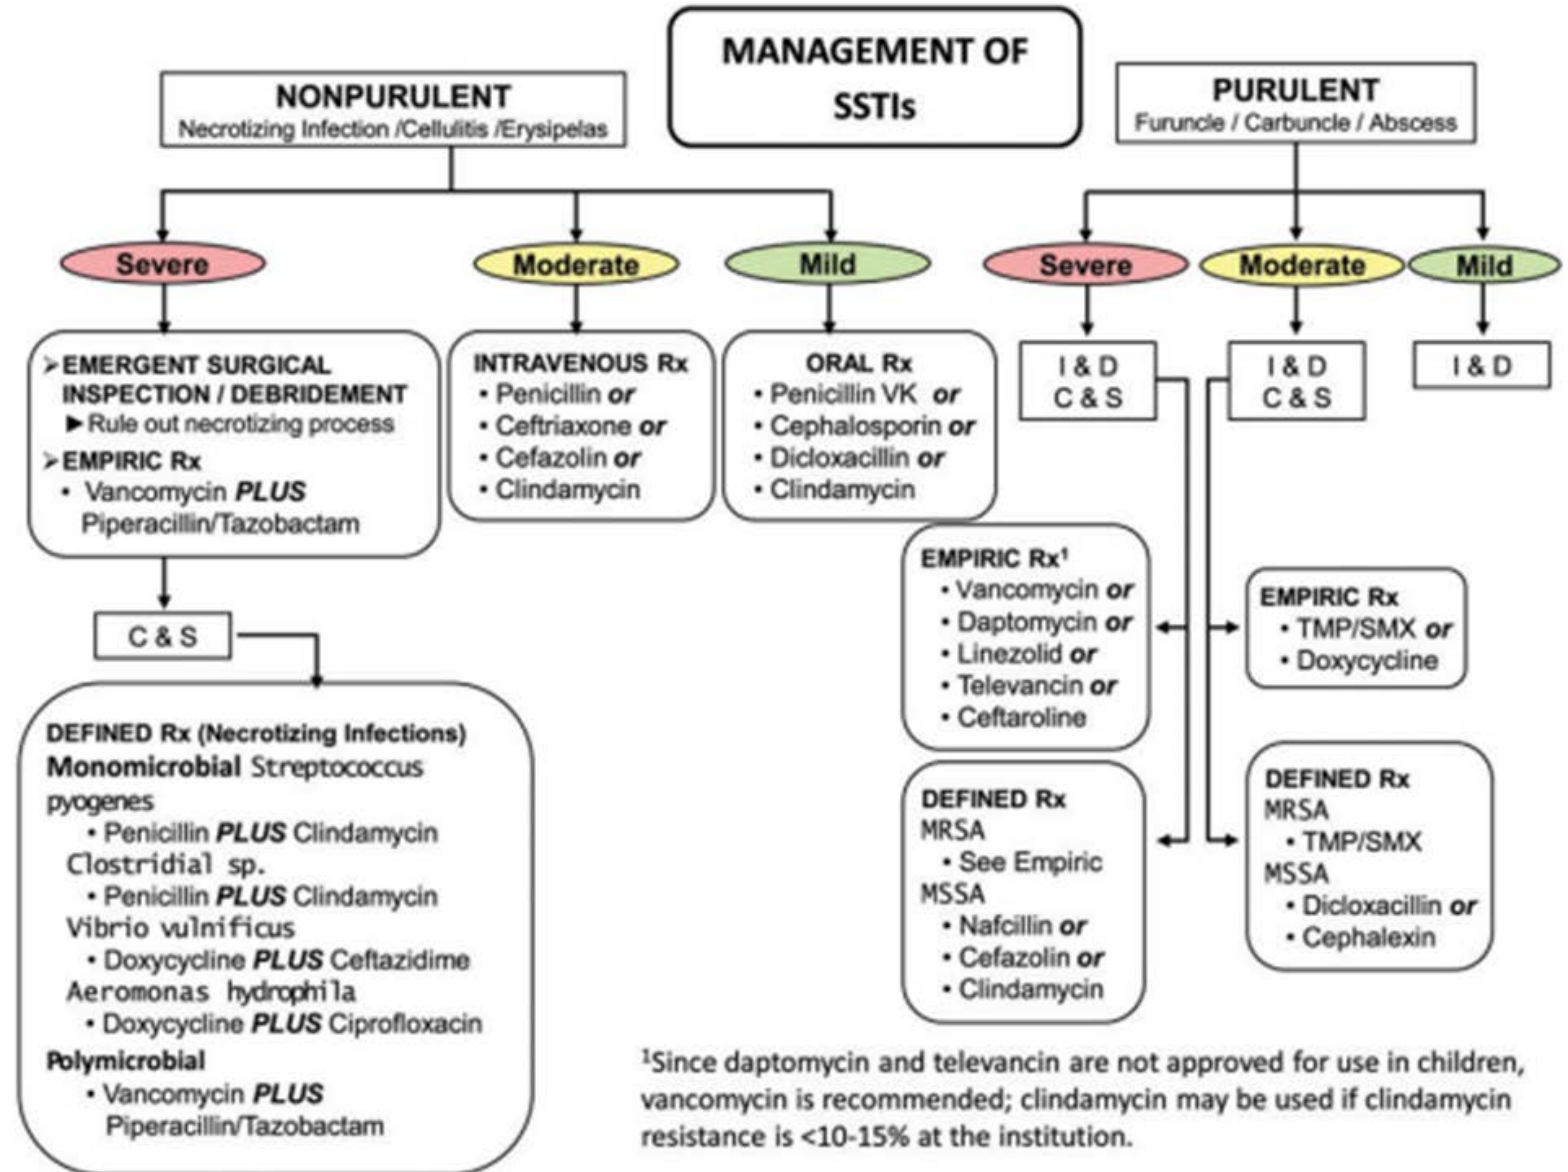 MANAGEMENT OF
SSTIs
NONPURULENT
Necrotizing Infection /Cellulitis /Erysipelas
Severe
Moderate
Mild
➢EMERGENT SURGICAL
INSPECTION / DEBRIDEMENT
►Rule out necrotizing process
➢EMPIRIC Rx
• Vancomycin PLUS
Piperacillin/Tazobactam
INTRAVENOUS Rx
• Penicillin or
• Ceftriaxone or
• Cefazolin or
• Clindamycin
ORAL Rx
• Penicillin VK or
• Cephalosporin or
• Dicloxacillin or
• Clindamycin
C & S
DEFINED Rx (Necrotizing Infections)
Monomicrobial Streptococcus
pyogenes
• Penicillin PLUS Clindamycin
Clostridial sp.
• Penicillin PLUS Clindamycin
Vibrio vulnificus
• Doxycycline PLUS Ceftazidime
Aeromonas hydrophila
• Doxycycline PLUS Ciprofloxacin
Polymicrobial
• Vancomycin PLUS
Piperacillin/Tazobactam
PURULENT
Furuncle / Carbuncle / Abscess
Severe
Moderate
Mild
I & D
C & S
I & D
C & S
I & D
EMPIRIC Rx¹
• Vancomycin or
• Daptomycin or
• Linezolid or
• Televancin or
• Ceftaroline
DEFINED Rx
MRSA
• See Empiric
MSSA
• Nafcillin or
• Cefazolin or
• Clindamycin
EMPIRIC Rx
• TMP/SMX or
• Doxycycline
DEFINED Rx
MRSA
• TMP/SMX
MSSA
• Dicloxacillin or
• Cephalexin
¹Since daptomycin and televancin are not approved for use in children,
vancomycin is recommended; clindamycin may be used if clindamycin
resistance is <10-15% at the institution.